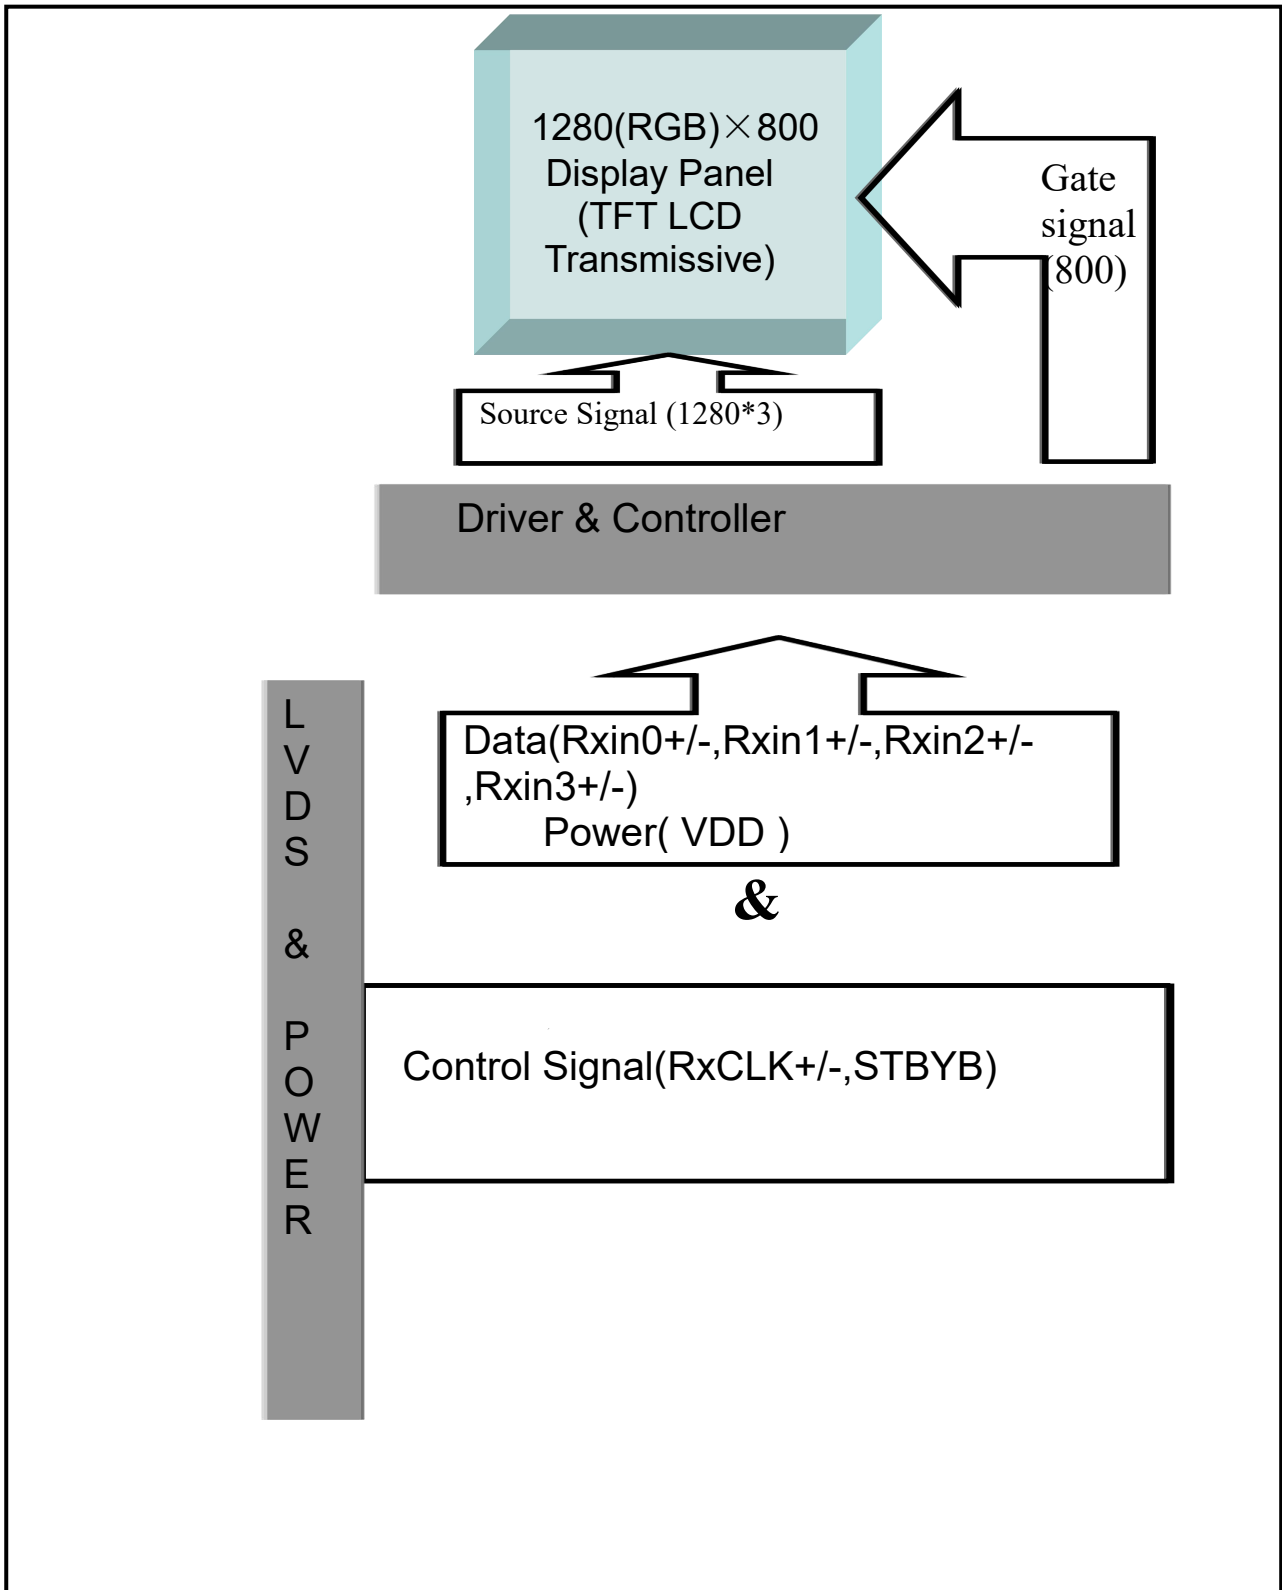 1280(RGB)×800
Display Panel
(TFT LCD
Transmissive)
Gate
signal
(800)
Source Signal (1280*3)
Driver & Controller
L
V
D
S
&
P
O
W
E
R
Data(Rxin0+/-,Rxin1+/-,Rxin2+/-
,Rxin3+/-)
Power( VDD )
&
Control Signal(RxCLK+/-,STBYB)